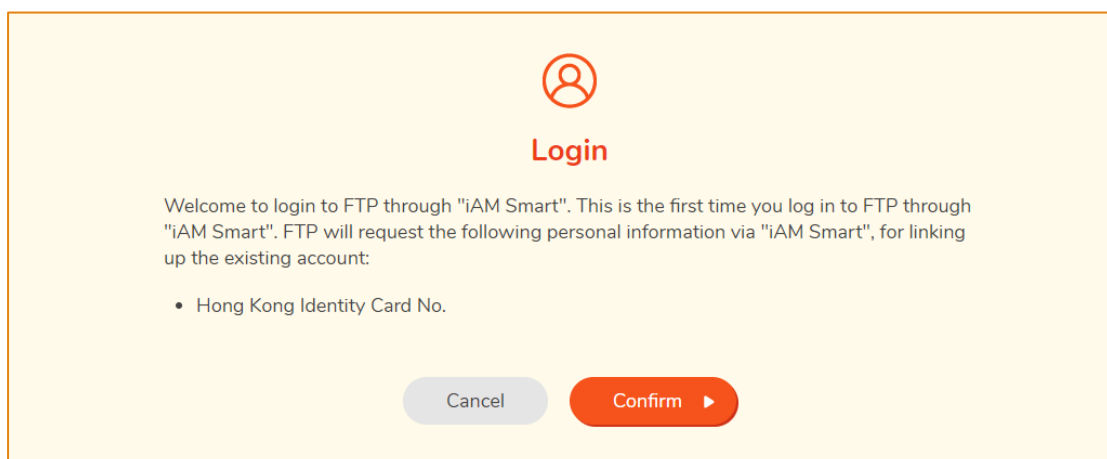 Login
Welcome to login to FTP through "iAM Smart". This is the first time you log in to FTP through
"iAM Smart". FTP will request the following personal information via "iAM Smart", for linking
up the existing account:
• Hong Kong Identity Card No.
Cancel
Confirm